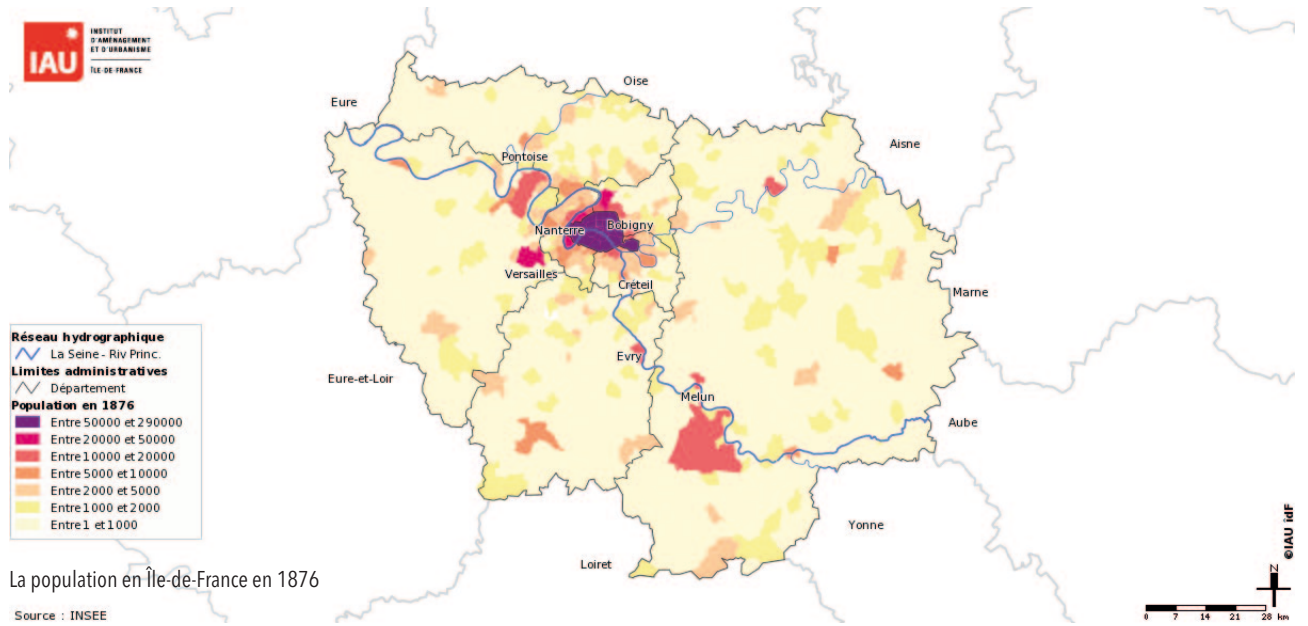 IAU
INSTITUT
D'AMÉNAGEMENT
ET D'URBANISME
ÎLE-DE-FRANCE
Oise
Eure
Aisne
Pontoise
Nanterre
Bobigny
Versailles
Créteil
Marne
Evry
Eure-et-Loir
Melun
Aube
Yonne
Loiret
Réseau hydrographique
La Seine - Riv Princ.
Limites administratives
Département
Population en 1876
Entre 50000 et 290000
Entre 20000 et 50000
Entre 10000 et 20000
Entre 5000 et 10000
Entre 2000 et 5000
Entre 1000 et 2000
Entre 1 et 1000
La population en Île-de-France en 1876
Source : INSEE
©IAU îdF
N
0 7 14 21 28 km